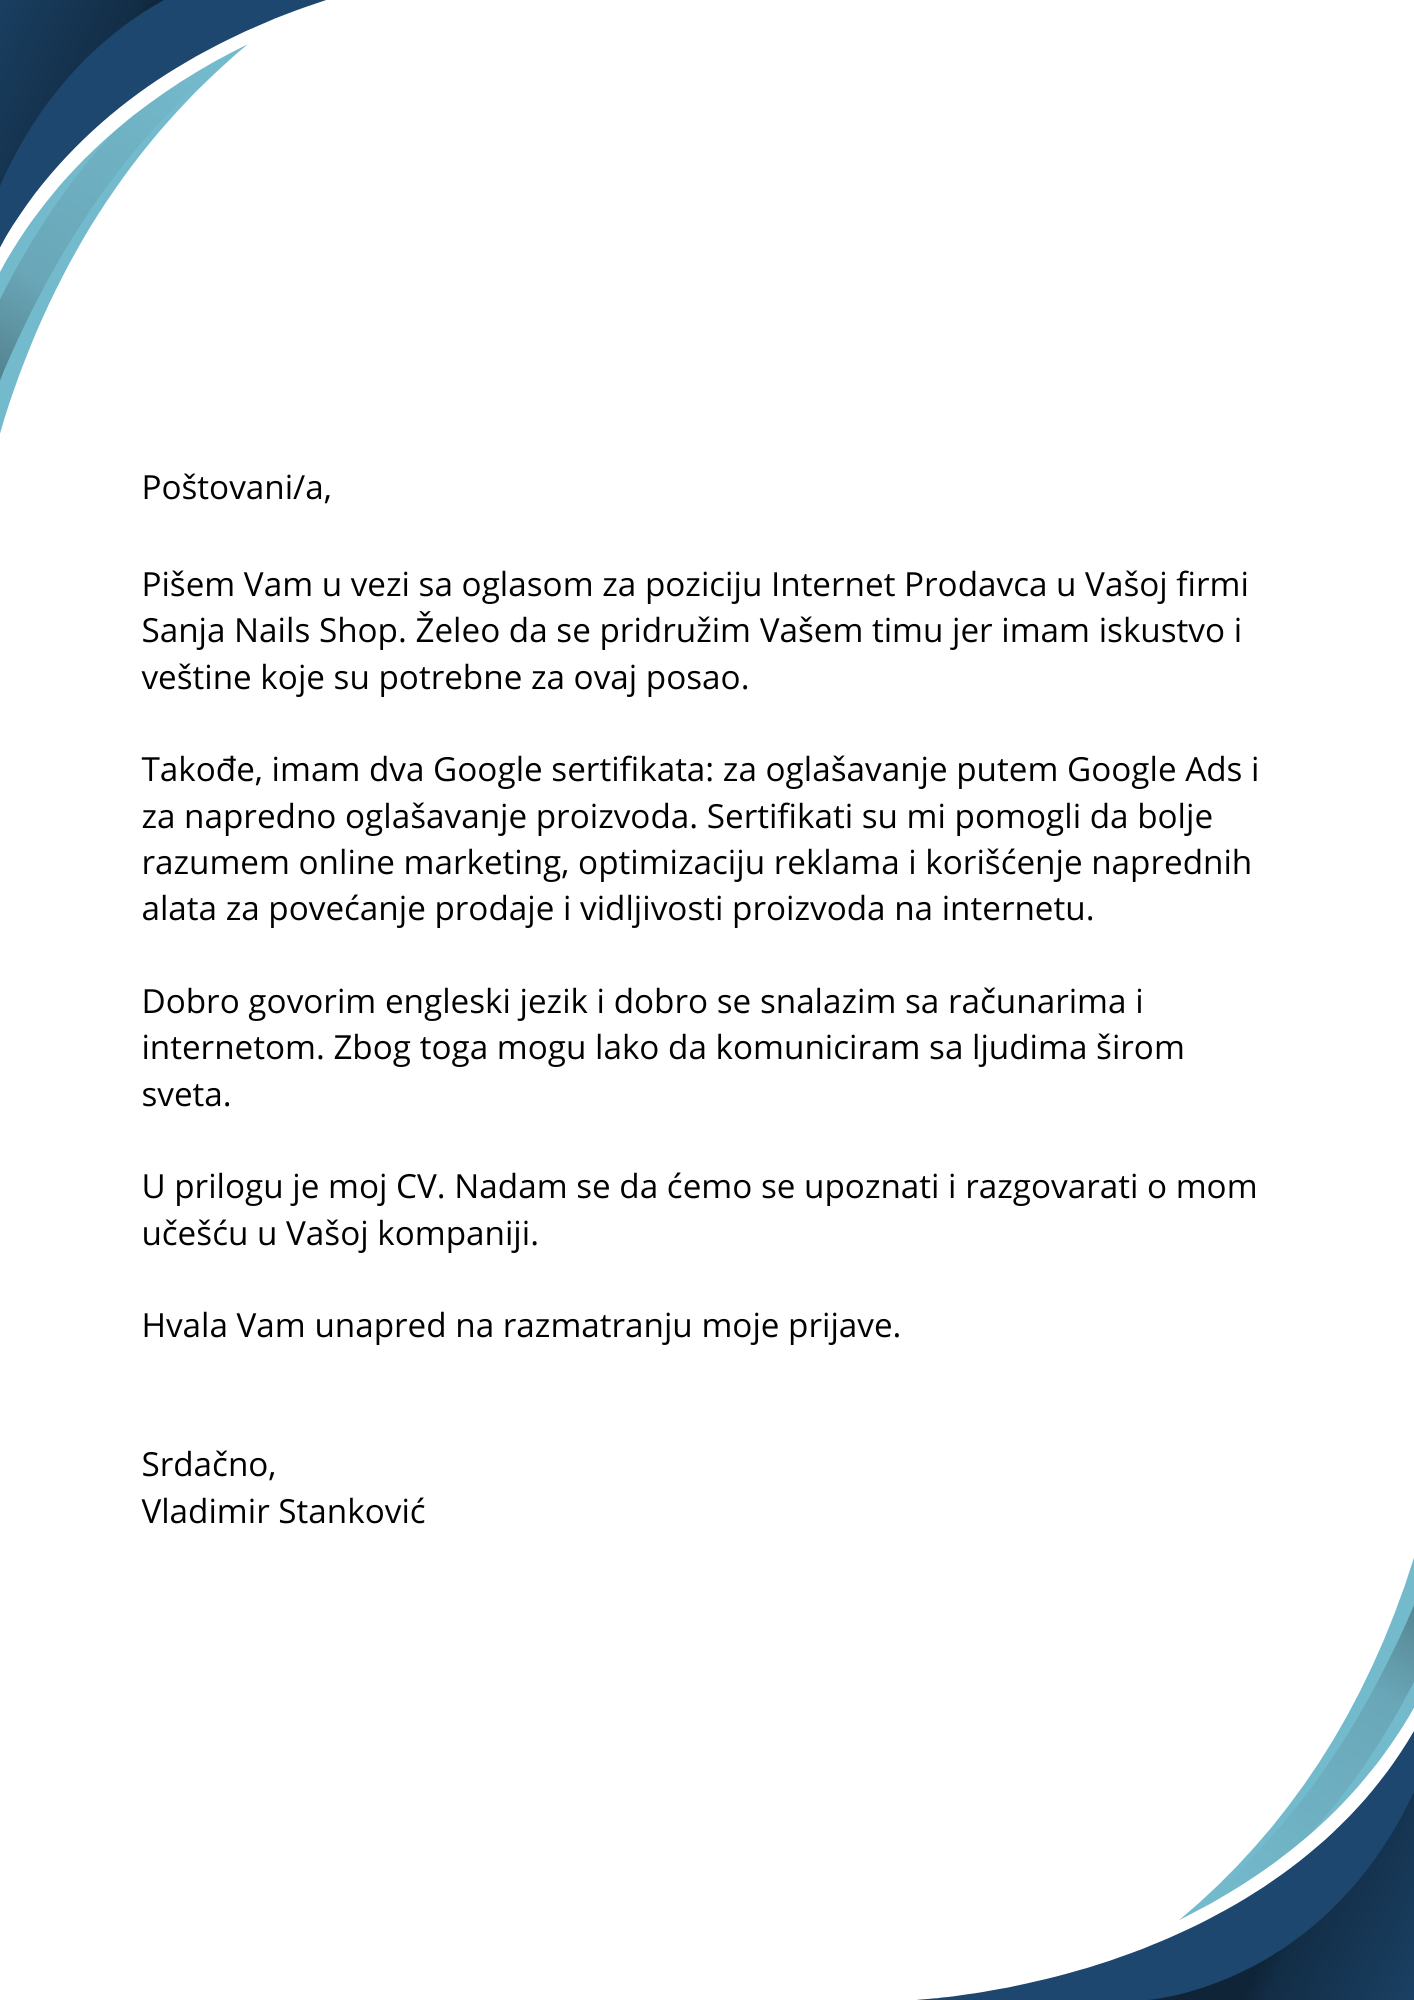 Poštovani/a,
Pišem Vam u vezi sa oglasom za poziciju Internet Prodavca u Vašoj firmi
Sanja Nails Shop. Želeo da se pridružim Vašem timu jer imam iskustvo i
veštine koje su potrebne za ovaj posao.
Takođe, imam dva Google sertifikata: za oglašavanje putem Google Ads i
za napredno oglašavanje proizvoda. Sertifikati su mi pomogli da bolje
razumem online marketing, optimizaciju reklama i korišćenje naprednih
alata za povećanje prodaje i vidljivosti proizvoda na internetu.
Dobro govorim engleski jezik i dobro se snalazim sa računarima i
internetom. Zbog toga mogu lako da komuniciram sa ljudima širom
sveta.
U prilogu je moj CV. Nadam se da ćemo se upoznati i razgovarati o mom
učešću u Vašoj kompaniji.
Hvala Vam unapred na razmatranju moje prijave.
Srdačno,
Vladimir Stanković